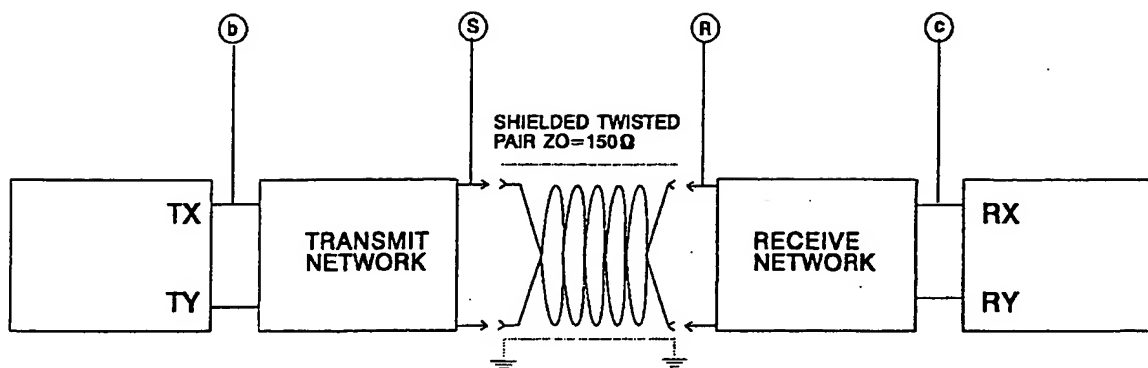 b
S
R
c
SHIELDED TWISTED
PAIR ZO=150Ω
TX
TY
TRANSMIT
NETWORK
RECEIVE
NETWORK
RX
RY